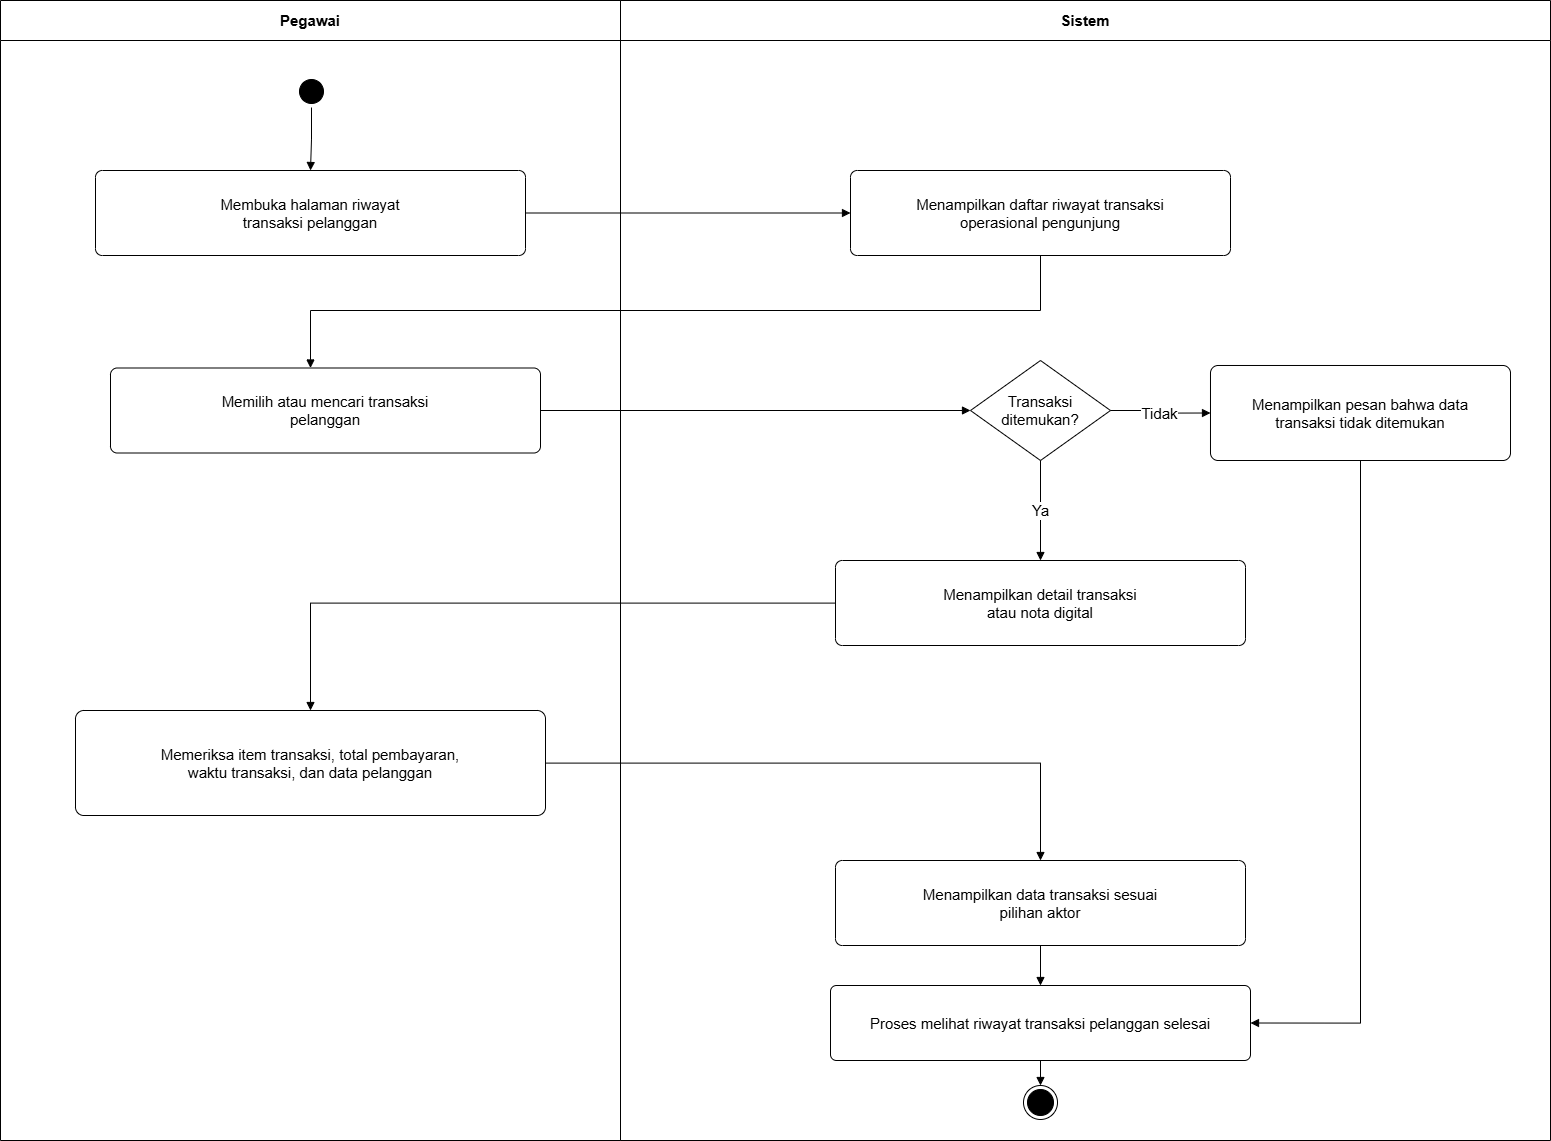 Pegawai
Sistem
Membuka halaman riwayat
transaksi pelanggan
Menampilkan daftar riwayat transaksi
operasional pengunjung
Memilih atau mencari transaksi
pelanggan
Transaksi
ditemukan?
Tidak
Menampilkan pesan bahwa data
transaksi tidak ditemukan
Ya
Menampilkan detail transaksi
atau nota digital
Memeriksa item transaksi, total pembayaran,
waktu transaksi, dan data pelanggan
Menampilkan data transaksi sesuai
pilihan aktor
Proses melihat riwayat transaksi pelanggan selesai